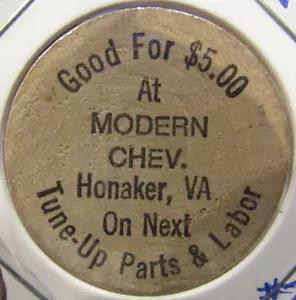 Good For $5.00
At
MODERN
CHEV.
Honaker, VA
On Next
Tune-Up Parts & Labor